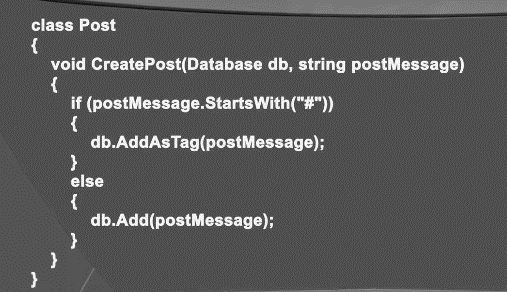 class Post
{
void CreatePost(Database db, string postMessage)
{
if (postMessage.StartsWith("#"))
{
db.AddAsTag(postMessage);
}
else
{
db.Add(postMessage);
}
}
}